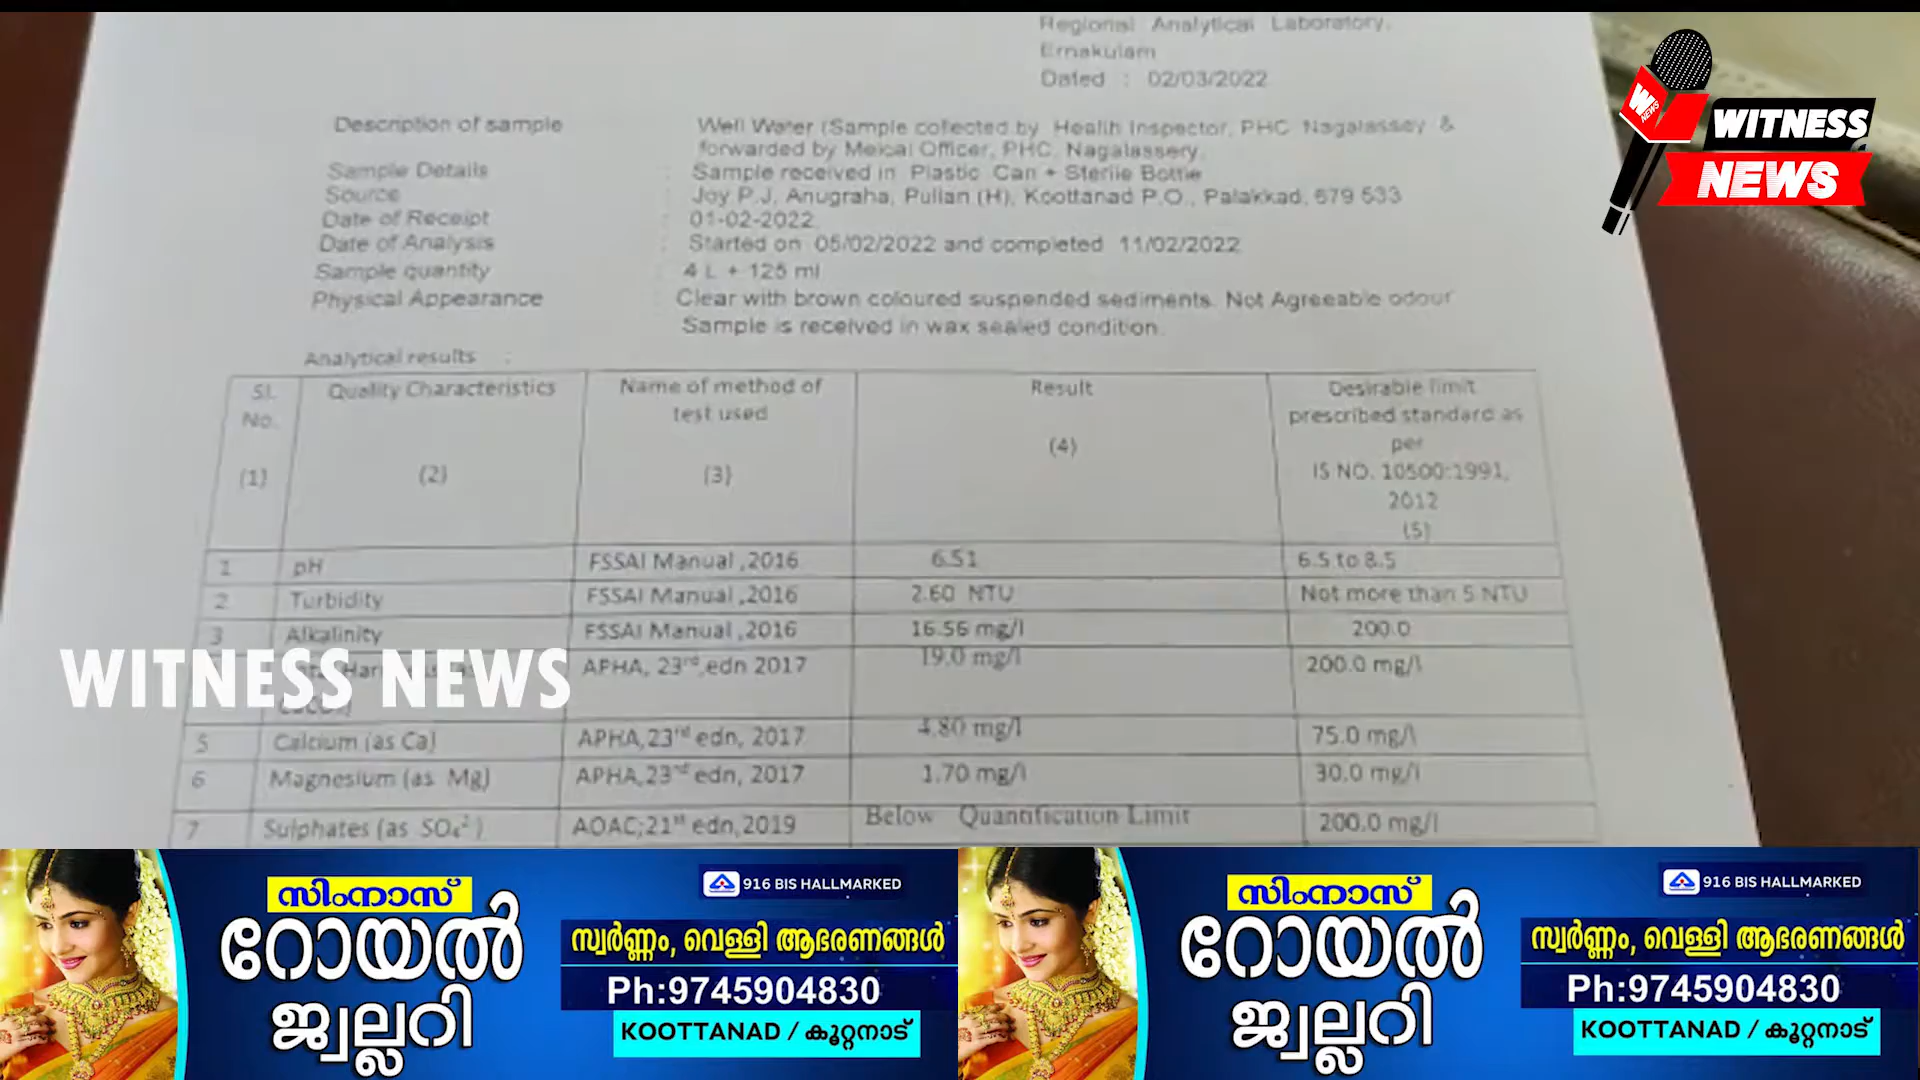 Regional Analytical Laboratory,
Ernakulam
Dated : 02/03/2022
Description of sample Well Water (Sample collected by Health Inspector, PHC Nagalassey &
forwarded by Meical Officer, PHC, Nagalassery.
Sample Details : Sample received in Plastic Can + Sterile Bottle
Source : Joy P.J, Anugraha, Pullan (H), Koottanad P.O., Palakkad, 679 533
Date of Receipt : 01-02-2022
Date of Analysis : Started on 05/02/2022 and completed 11/02/2022
Sample quantity : 4 L + 125 ml
Physical Appearance : Clear with brown coloured suspended sediments. Not Agreeable odour
Sample is received in wax sealed condition.
Analytical results :
Sl. No. (1) Quality Characteristics (2) Name of method of test used (3) Result (4) Desirable limit prescribed standard as per IS NO. 10500:1991, 2012 (5)
1 pH FSSAI Manual ,2016 6.51 6.5 to 8.5
2 Turbidity FSSAI Manual ,2016 2.60 NTU Not more than 5 NTU
3 Alkalinity FSSAI Manual ,2016 16.56 mg/l 200.0
APHA, 23rd,edn 2017 19.0 mg/l 200.0 mg/l
5 Calcium (as Ca) APHA,23rd edn, 2017 4.80 mg/l 75.0 mg/l
6 Magnesium (as Mg) APHA,23rd edn, 2017 1.70 mg/l 30.0 mg/l
7 Sulphates (as SO₄²) AOAC;21st edn,2019 Below Quantification Limit 200.0 mg/l
WITNESS
NEWS
WITNESS NEWS
സിംനാസ്
റോയൽ
ജ്വല്ലറി
916 BIS HALLMARKED
സ്വർണ്ണം, വെള്ളി ആഭരണങ്ങൾ
Ph:9745904830
KOOTTANAD / കൂറ്റനാട്
സിംനാസ്
റോയൽ
ജ്വല്ലറി
916 BIS HALLMARKED
സ്വർണ്ണം, വെള്ളി ആഭരണങ്ങൾ
Ph:9745904830
KOOTTANAD / കൂറ്റനാട്